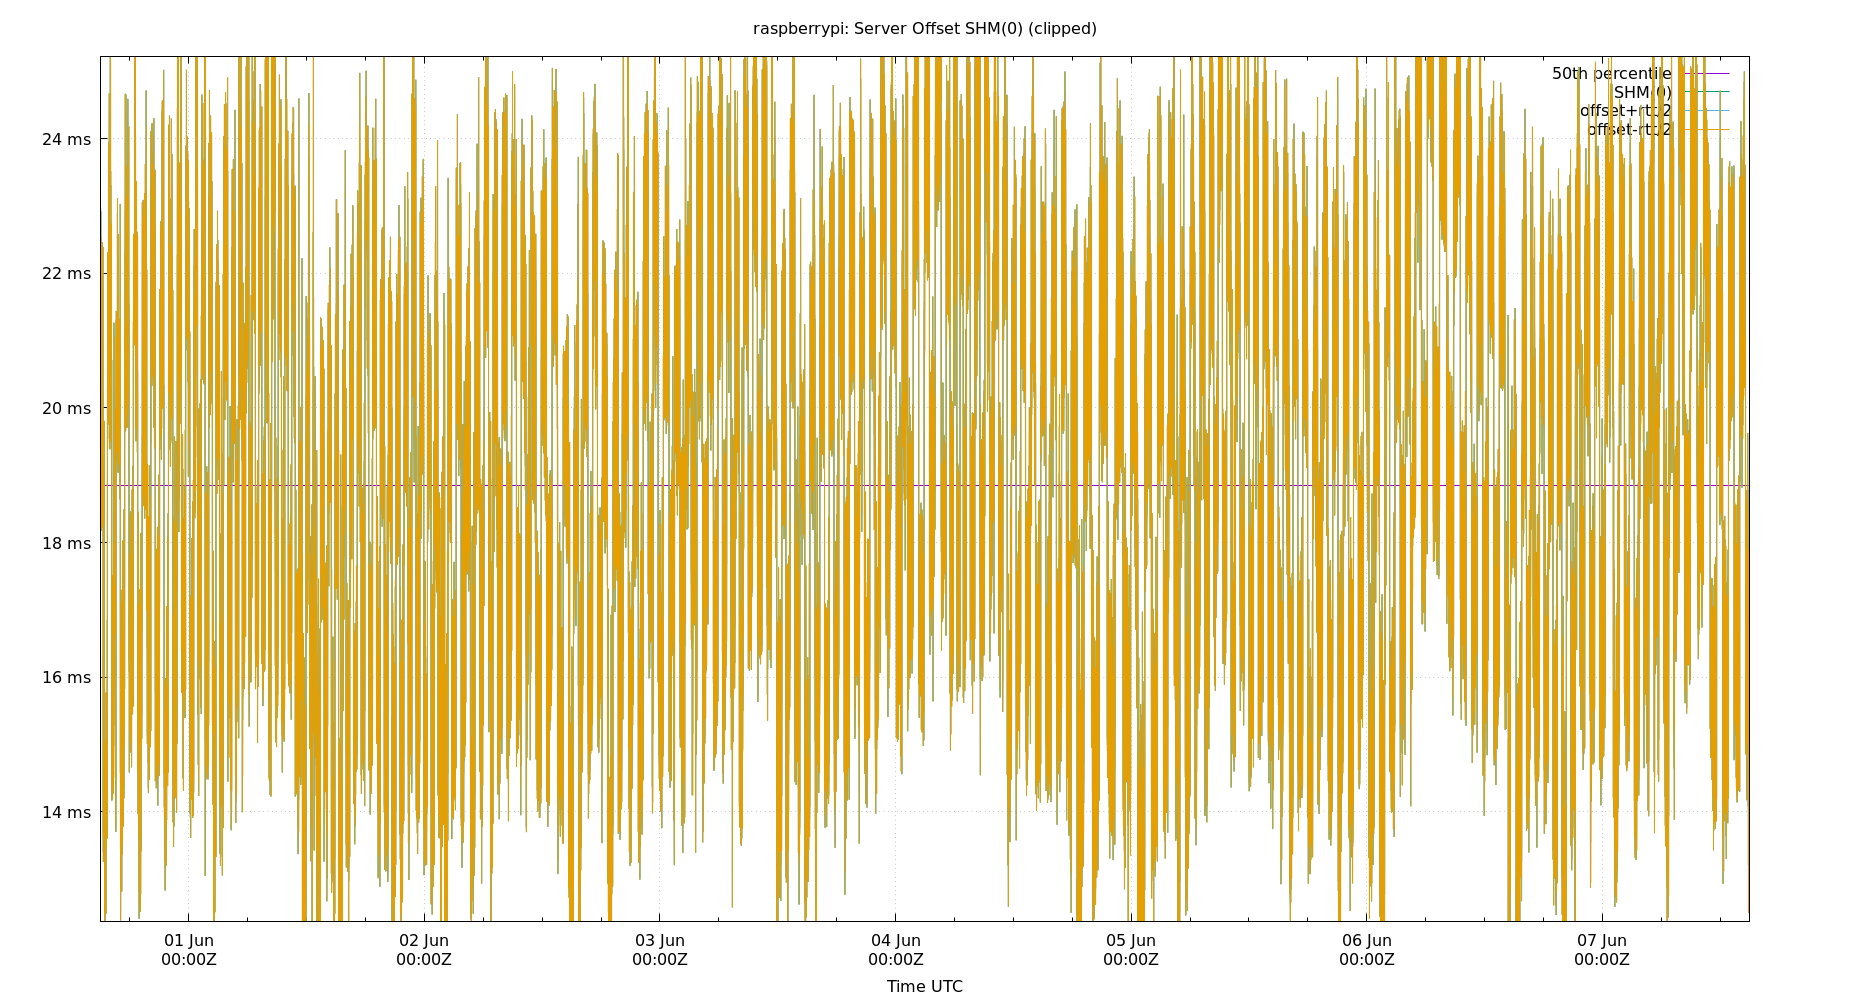 raspberrypi: Server Offset SHM(0) (clipped)
50th percentile
SHM(0)
offset+rtt/2
offset-rtt/2
24 ms
22 ms
20 ms
18 ms
16 ms
14 ms
01 Jun 02 Jun 03 Jun 04 Jun 05 Jun 06 Jun 07 Jun
00:00Z 00:00Z 00:00Z 00:00Z 00:00Z 00:00Z 00:00Z
Time UTC